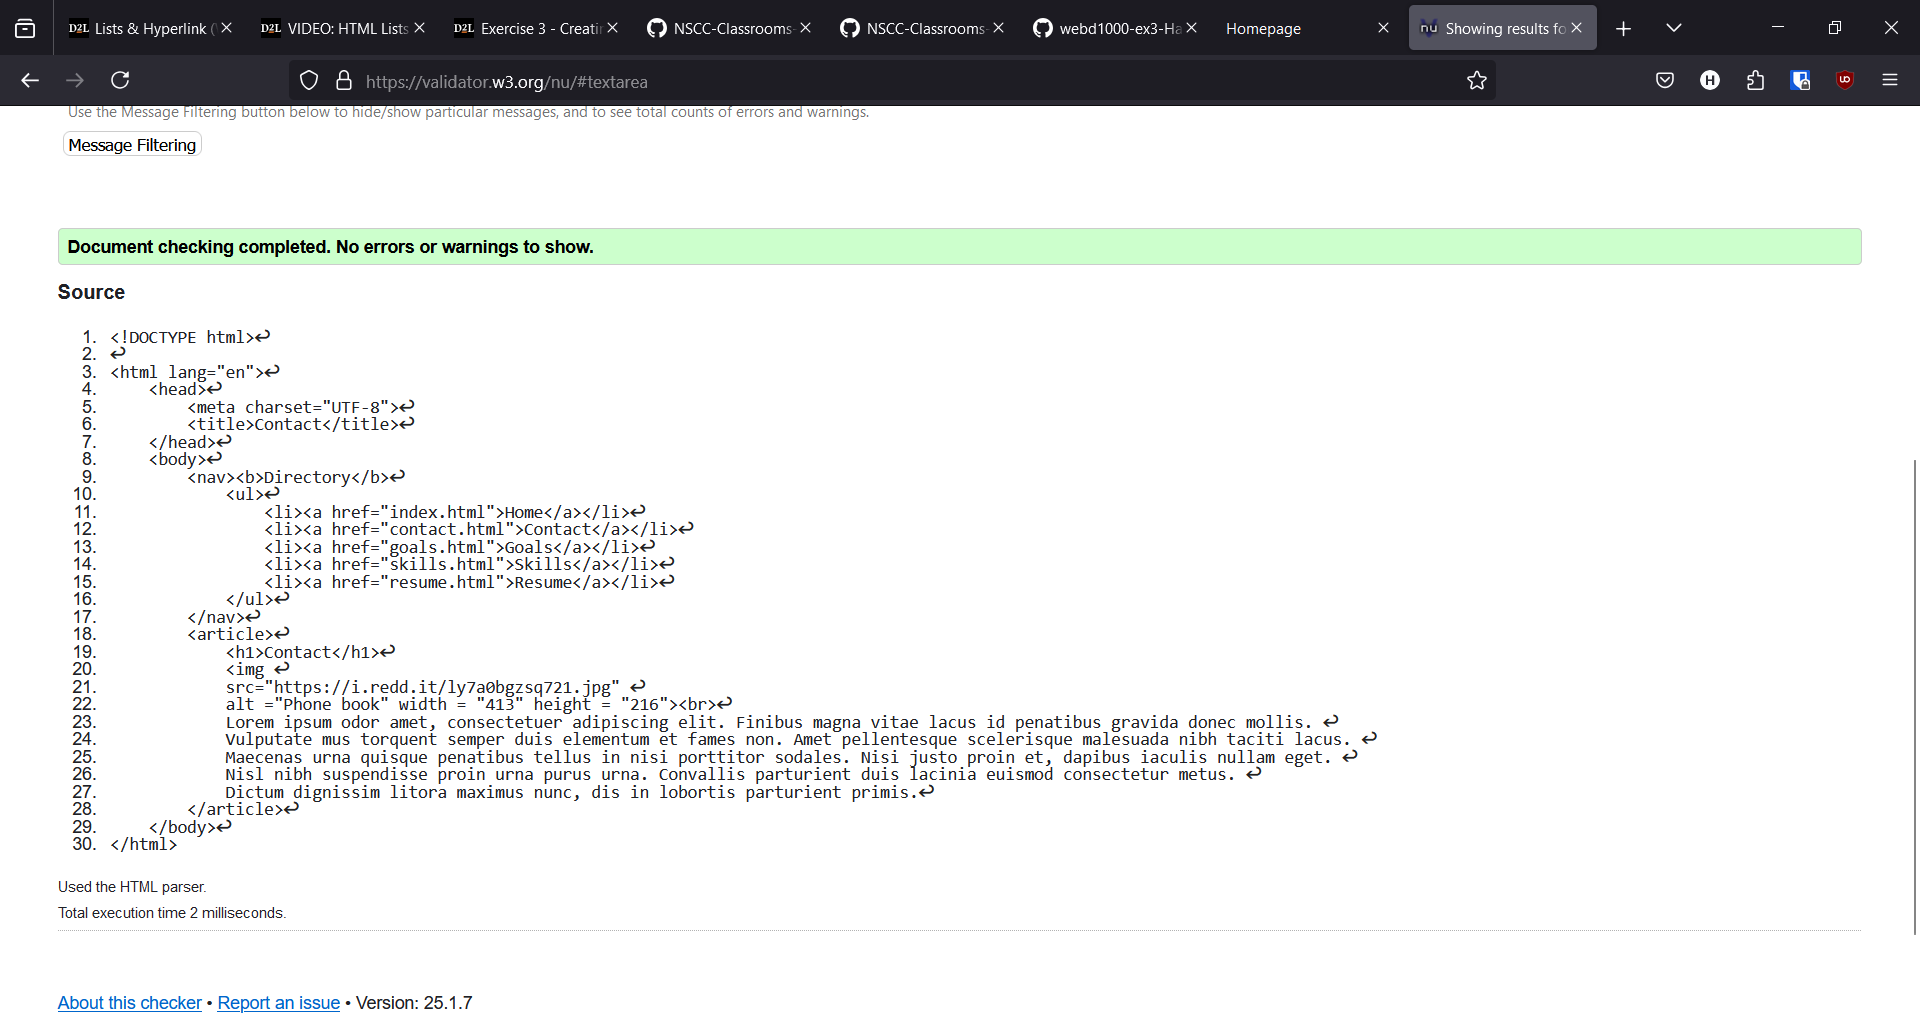 D2L Lists & Hyperlink (
D2L VIDEO: HTML Lists
D2L Exercise 3 - Creatin
NSCC-Classrooms-
NSCC-Classrooms-
webd1000-ex3-Ha
Homepage
nu Showing results fo
https://validator.w3.org/nu/#textarea
H
Use the Message Filtering button below to hide/show particular messages, and to see total counts of errors and warnings.
Message Filtering
Document checking completed. No errors or warnings to show.
Source
1. <!DOCTYPE html>↩
2. ↩
3. <html lang="en">↩
4.     <head>↩
5.         <meta charset="UTF-8">↩
6.         <title>Contact</title>↩
7.     </head>↩
8.     <body>↩
9.         <nav><b>Directory</b>↩
10.             <ul>↩
11.                 <li><a href="index.html">Home</a></li>↩
12.                 <li><a href="contact.html">Contact</a></li>↩
13.                 <li><a href="goals.html">Goals</a></li>↩
14.                 <li><a href="skills.html">Skills</a></li>↩
15.                 <li><a href="resume.html">Resume</a></li>↩
16.             </ul>↩
17.         </nav>↩
18.         <article>↩
19.             <h1>Contact</h1>↩
20.             <img ↩
21.             src="https://i.redd.it/ly7a0bgzsq721.jpg" ↩
22.             alt ="Phone book" width = "413" height = "216"><br>↩
23.             Lorem ipsum odor amet, consectetuer adipiscing elit. Finibus magna vitae lacus id penatibus gravida donec mollis. ↩
24.             Vulputate mus torquent semper duis elementum et fames non. Amet pellentesque scelerisque malesuada nibh taciti lacus. ↩
25.             Maecenas urna quisque penatibus tellus in nisi porttitor sodales. Nisi justo proin et, dapibus iaculis nullam eget. ↩
26.             Nisl nibh suspendisse proin urna purus urna. Convallis parturient duis lacinia euismod consectetur metus. ↩
27.             Dictum dignissim litora maximus nunc, dis in lobortis parturient primis.↩
28.         </article>↩
29.     </body>↩
30. </html>
Used the HTML parser.
Total execution time 2 milliseconds.
About this checker • Report an issue • Version: 25.1.7